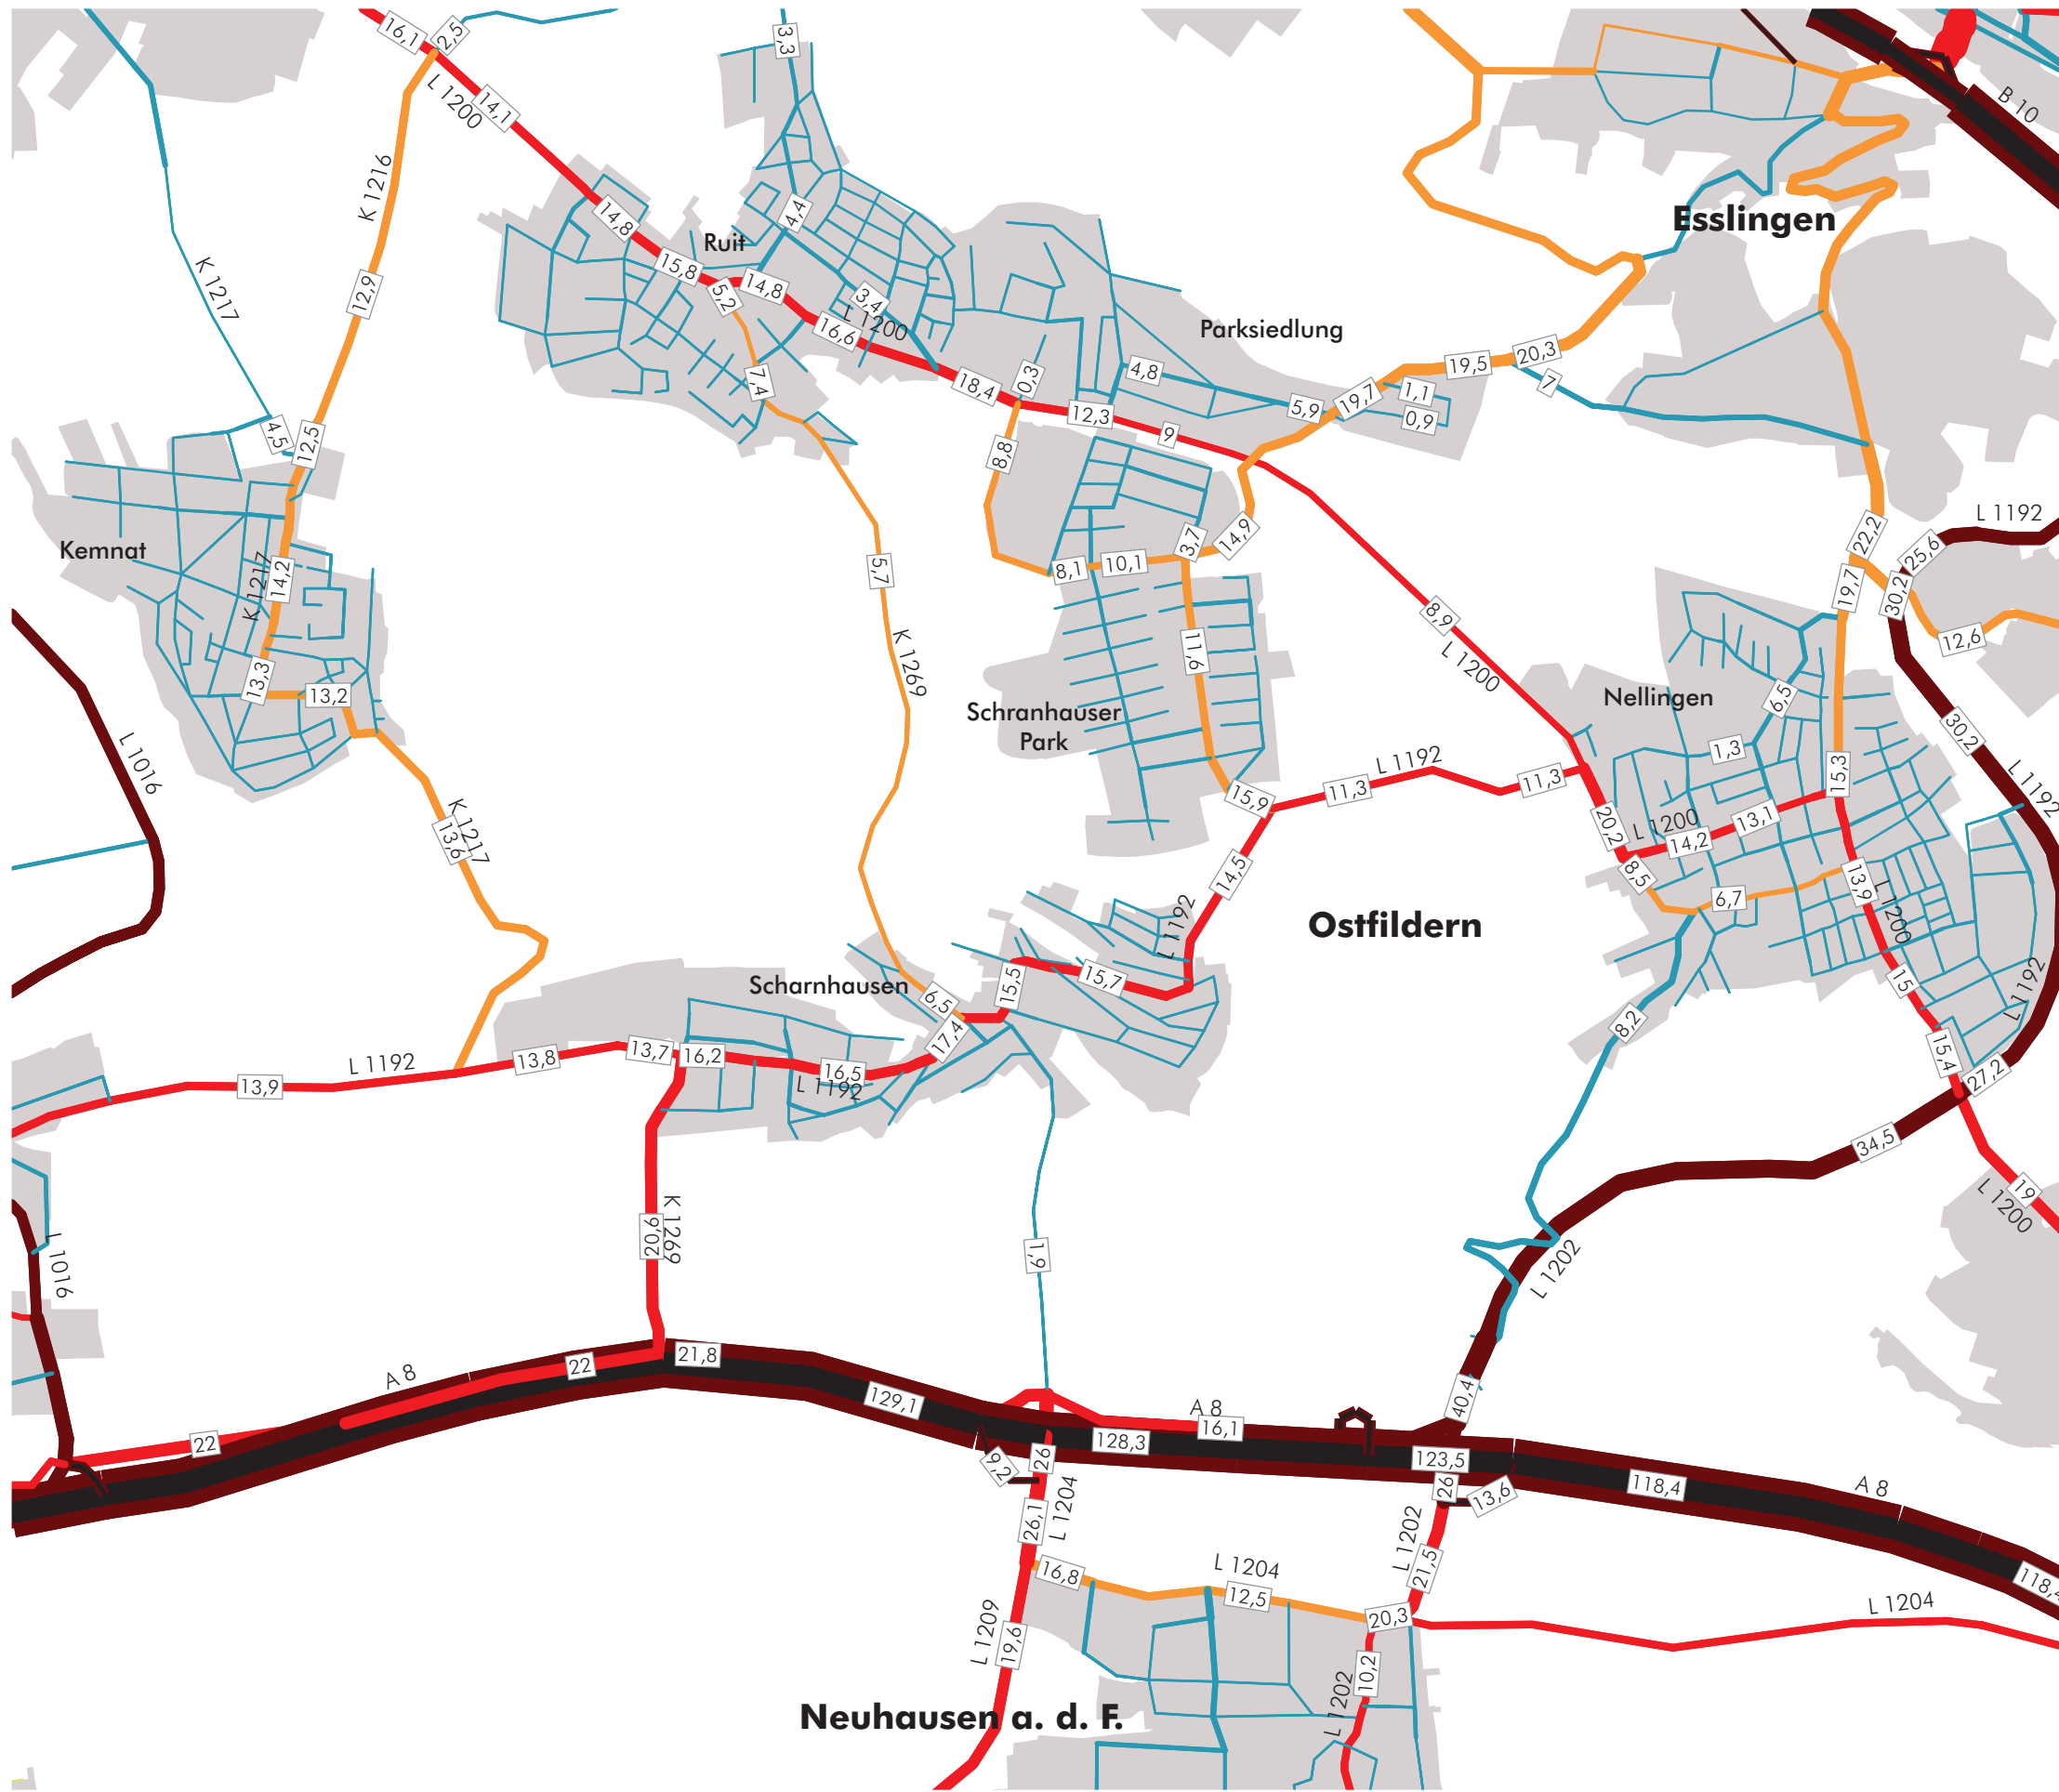 16,1
2,5
3,3
B 10
L 1200
14,1
K 1216
Esslingen
14,8
4,4
Ruit
15,8
K 1217
12,9
5,2
14,8
3,4
L 1200
16,6
Parksiedlung
20,3
19,5
7
4,8
18,4
0,3
7,4
1,1
19,7
5,9
0,9
12,3
9
4,5
12,5
8,8
L 1192
22,2
25,6
14,9
3,7
Kemnat
10,1
8,1
5,7
14,2
K 1217
19,7
30,2
8,9
12,6
11,6
L 1200
K 1269
13,3
13,2
Nellingen
6,5
Schranhauser
Park
30,2
1,3
L 1016
L 1192
11,3
11,3
15,3
L 1192
15,9
K 1217
13,6
20,2
L 1200
13,1
14,2
14,5
8,5
13,9
6,7
L 1200
L 1192
Ostfildern
15,5
15,7
Scharnhausen
15
L 1192
6,5
8,2
17,4
15,4
13,7
16,2
13,8
L 1192
16,5
L 1192
13,9
27,2
34,5
19
L 1200
K 1269
20,6
1,9
L 1016
L 1202
21,8
22
A 8
129,1
40,4
A 8
16,1
22
128,3
26
9,2
123,5
118,4
A 8
26
13,6
26,1
L 1204
L 1202
21,5
118,4
16,8
L 1204
12,5
20,3
L 1204
L 1209
19,6
10,2
L 1202
Neuhausen a. d. F.